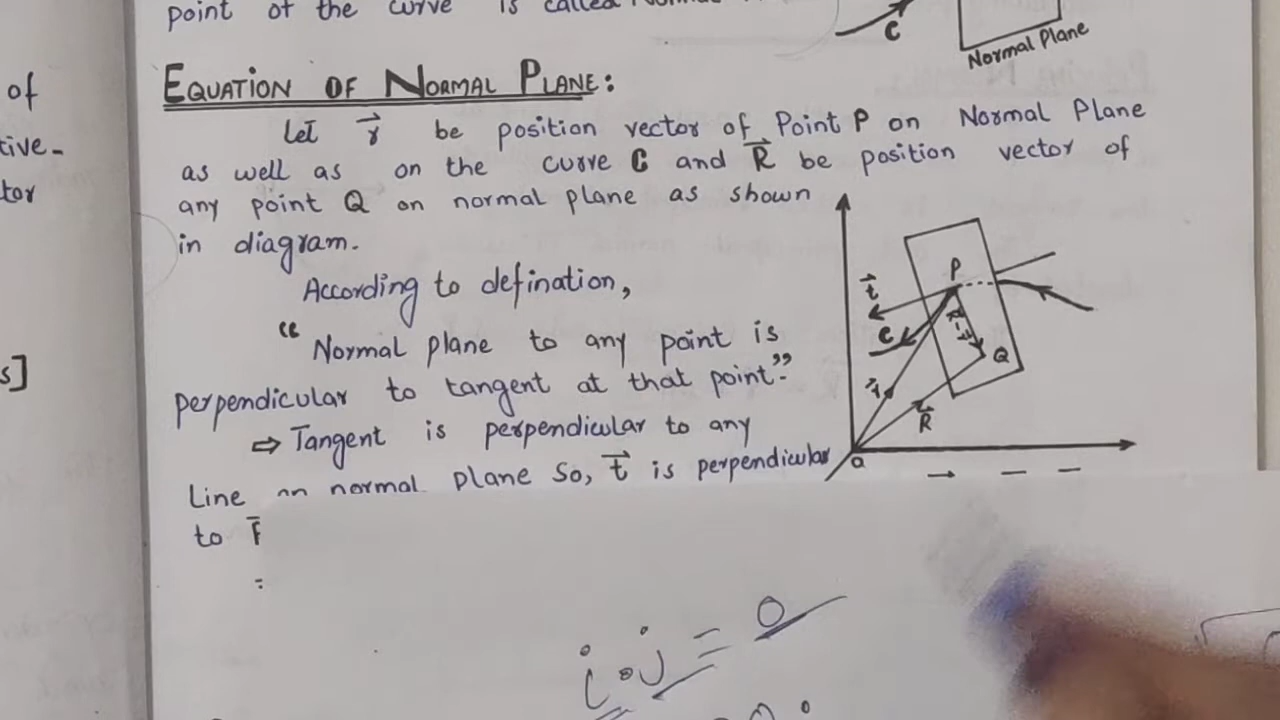 point of the curve is called
C
Normal Plane
of
tive-
tor
s]
EQUATION OF NORMAL PLANE:
Let r⃗ be position vector of Point P on Normal Plane
as well as on the curve C and R⃗ be position vector of
any point Q on normal plane as shown
in diagram.
According to defination,
"Normal plane to any point is
perpendicular to tangent at that point".
⇨ Tangent is perpendicular to any
Line on normal plane So, t⃗ is perpendicular
to
P
t⃗
C
Q
R⃗
i.j = 0